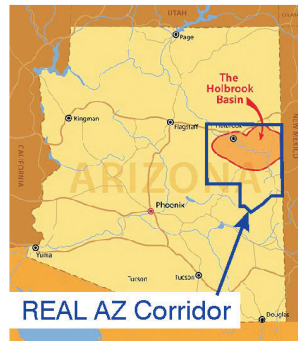 UTAH
Page
The
Holbrook
Basin
Kingman
Flagstaff
Holbrook
NEW MEXICO
CALIFORNIA
ARIZONA
Phoenix
Yuma
Tucson
Tucson
REAL AZ Corridor
Douglas